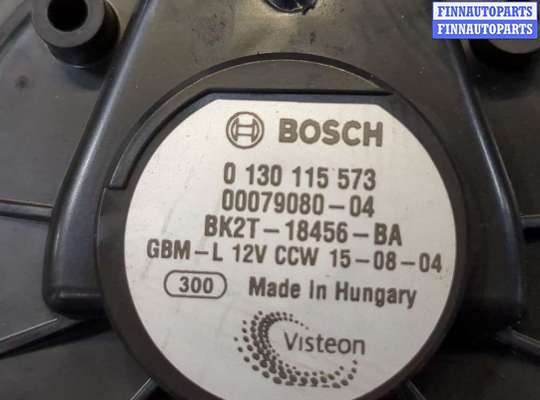 FINNAUTOPARTS
FINNAUTOPARTS
BOSCH
0 130 115 573
00079080-04
BK2T-18456-BA
GBM-L 12V CCW 15-08-04
300 Made in Hungary
Visteon